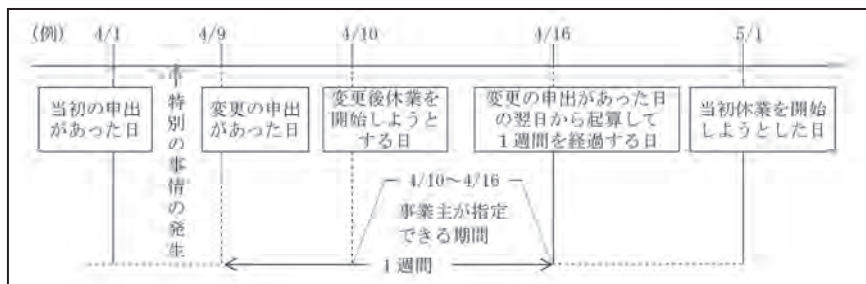 (例) 4/1 4/9 4/10 4/16 5/1
当初の申出
があった日
特別の事情の発生
変更の申出
があった日
変更後休業を
開始しようと
する日
変更の申出があった日
の翌日から起算して
1週間を経過する日
当初休業を開始
しようとした日
4/10〜4/16
事業主が指定
できる期間
1週間